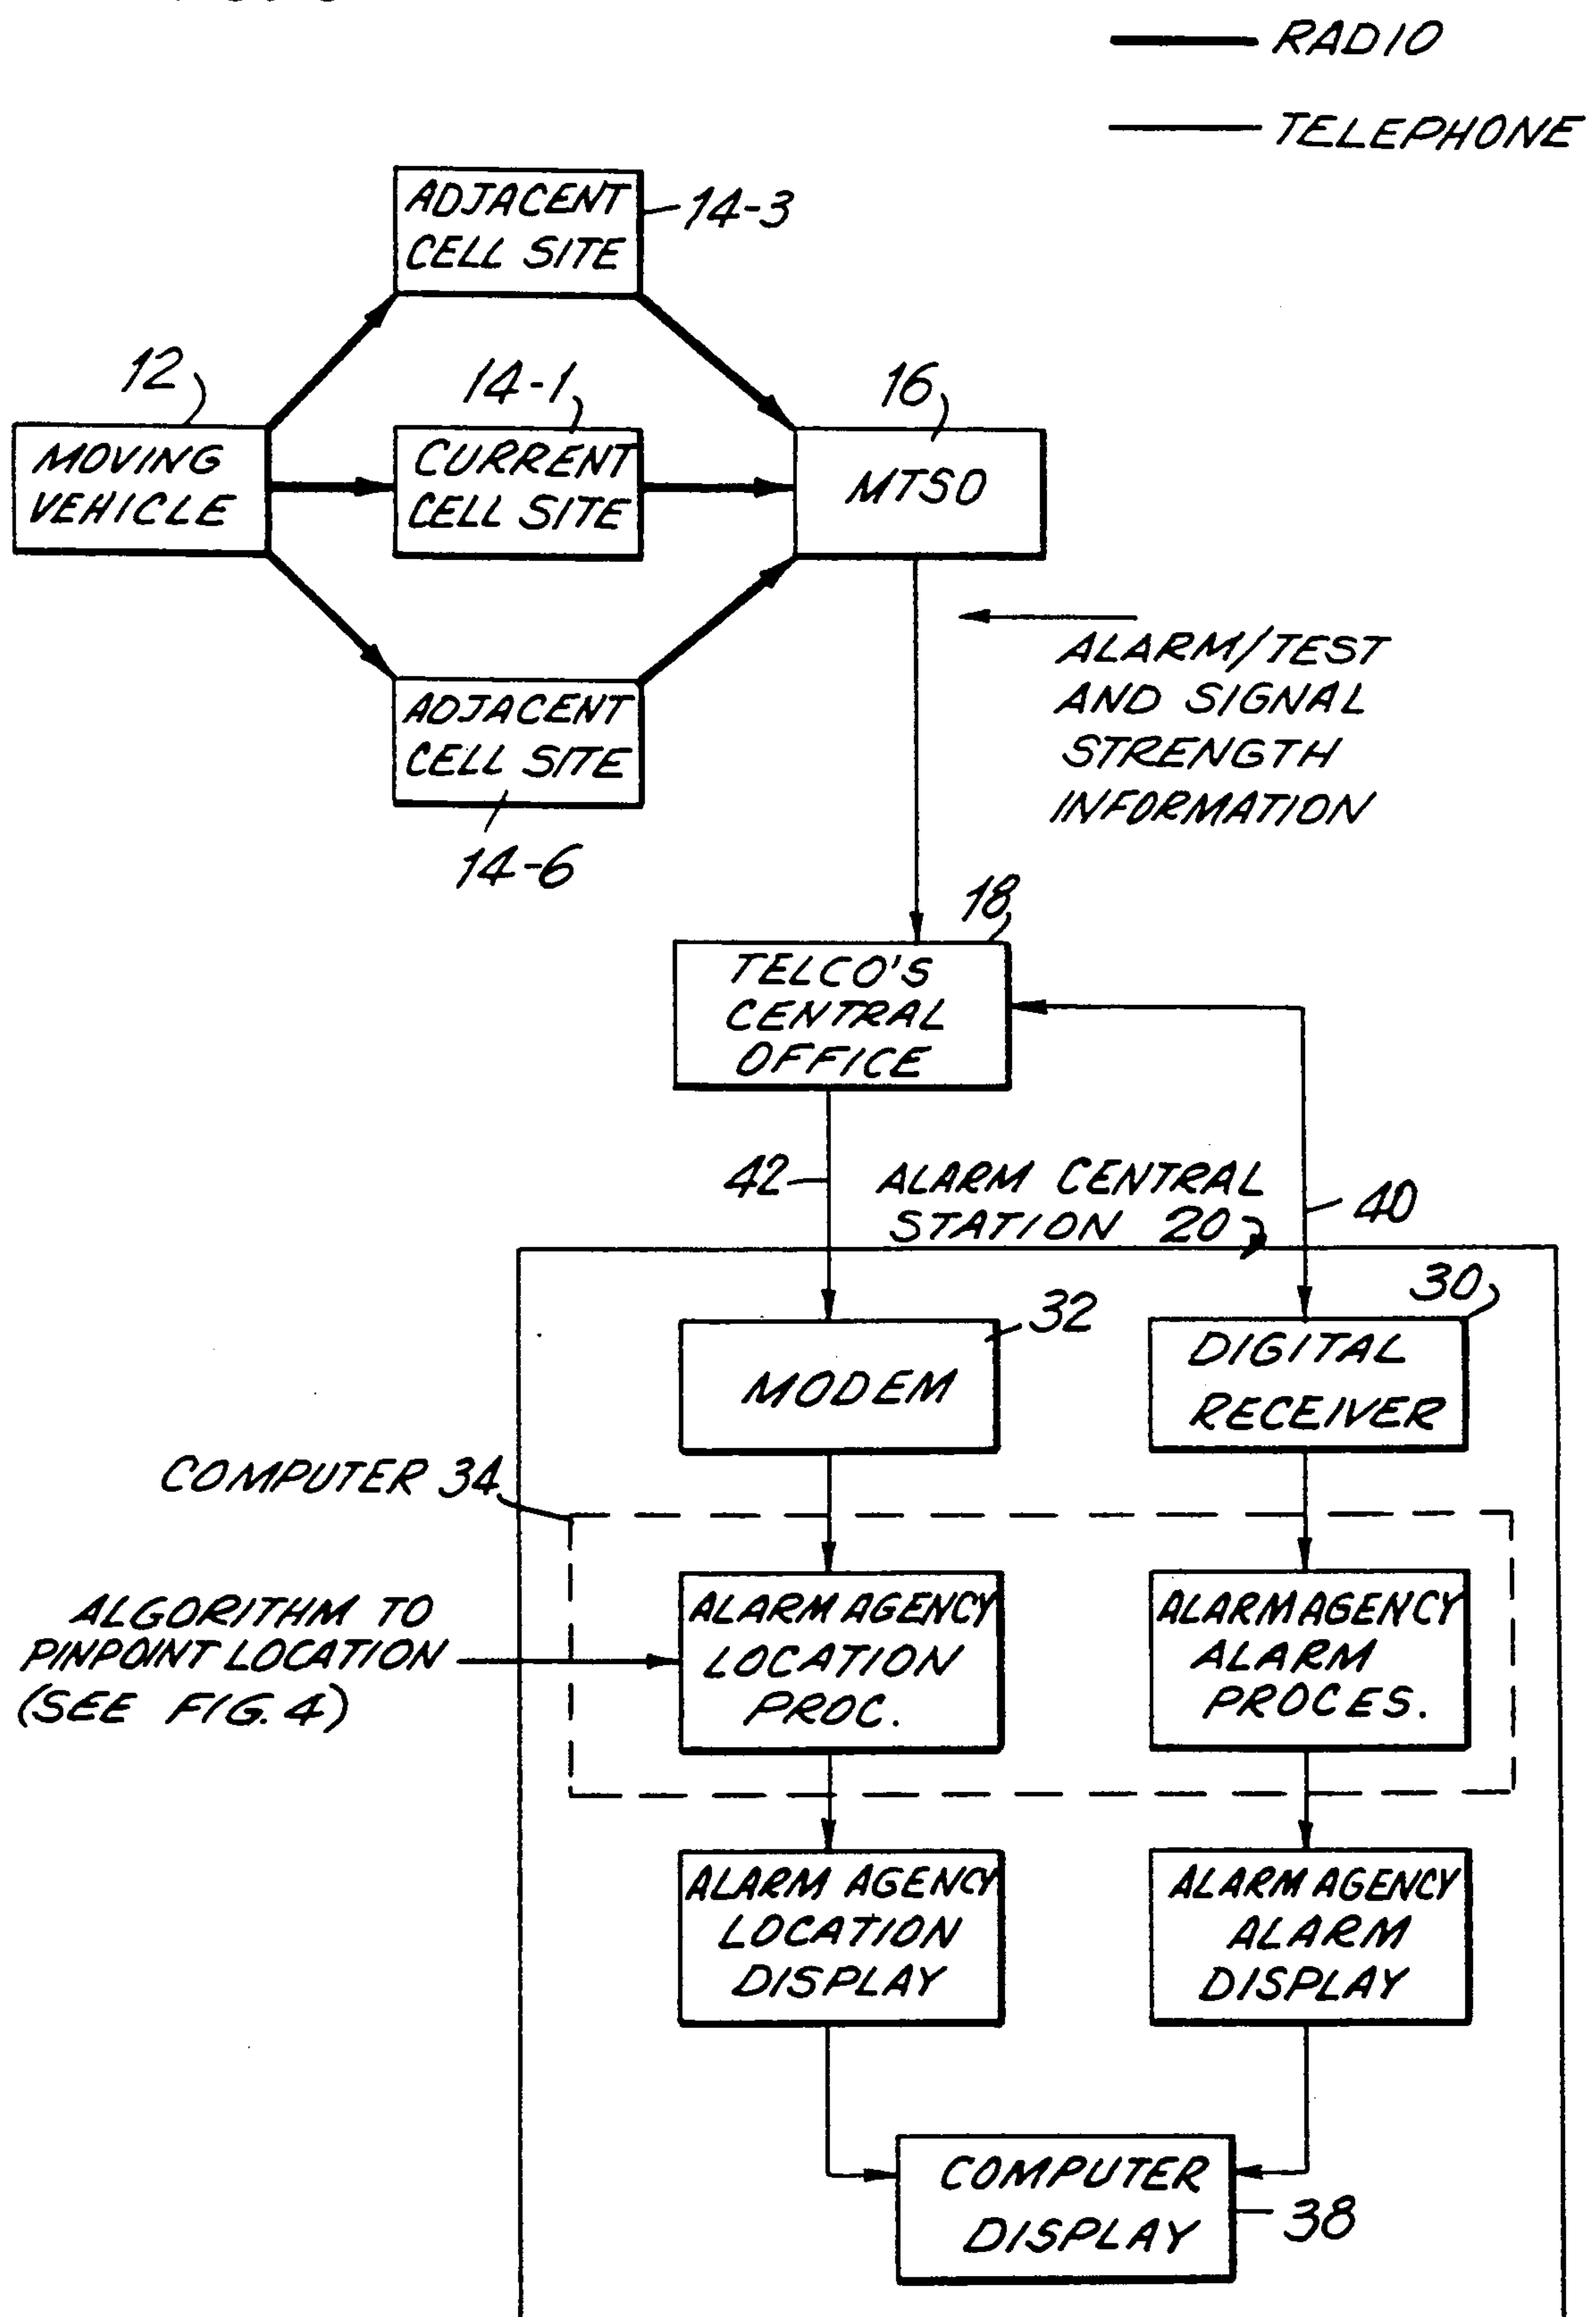 RADIO
TELEPHONE
ADJACENT
CELL SITE
14-3
12
14-1
16
MOVING
VEHICLE
CURRENT
CELL SITE
MTSO
ALARM/TEST
AND SIGNAL
STRENGTH
INFORMATION
ADJACENT
CELL SITE
14-6
18
TELCO'S
CENTRAL
OFFICE
42
ALARM CENTRAL
STATION 20
40
30
32
MODEM
DIGITAL
RECEIVER
COMPUTER 34
ALGORITHM TO
PINPOINT LOCATION
(SEE FIG. 4)
ALARM AGENCY
LOCATION
PROC.
ALARM AGENCY
ALARM
PROCES.
ALARM AGENCY
LOCATION
DISPLAY
ALARM AGENCY
ALARM
DISPLAY
COMPUTER
DISPLAY
38